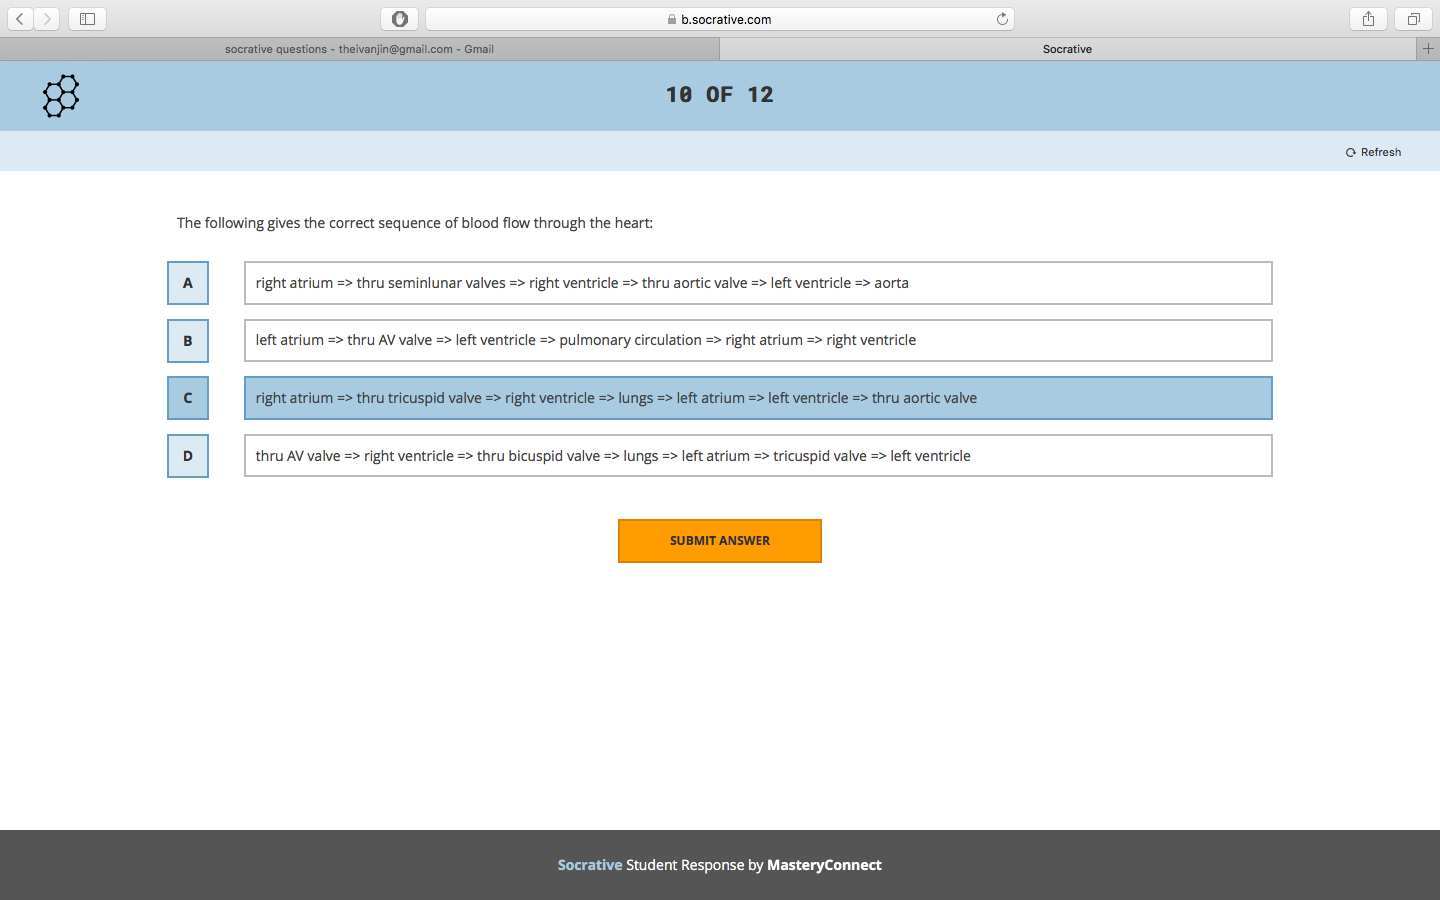 b.socrative.com
socrative questions - theivanjin@gmail.com - Gmail
Socrative
10 OF 12
Refresh
The following gives the correct sequence of blood flow through the heart:
A right atrium => thru seminlunar valves => right ventricle => thru aortic valve => left ventricle => aorta
B left atrium => thru AV valve => left ventricle => pulmonary circulation => right atrium => right ventricle
C right atrium => thru tricuspid valve => right ventricle => lungs => left atrium => left ventricle => thru aortic valve
D thru AV valve => right ventricle => thru bicuspid valve => lungs => left atrium => tricuspid valve => left ventricle
SUBMIT ANSWER
Socrative Student Response by MasteryConnect